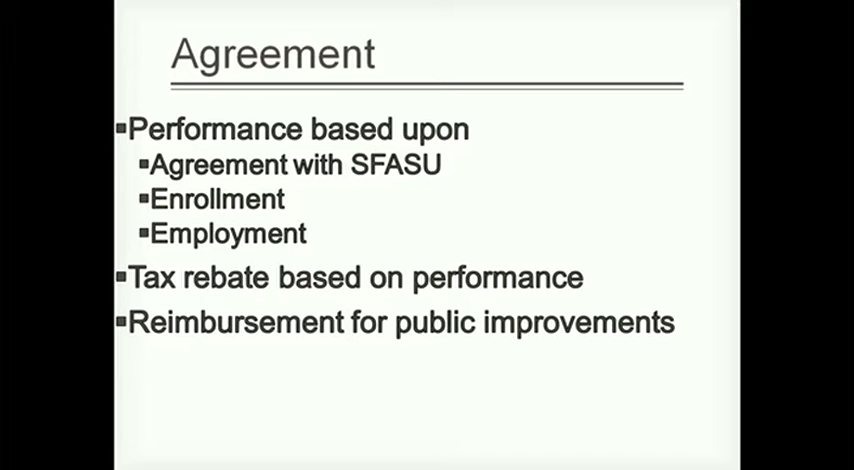 Agreement
▪Performance based upon
▪Agreement with SFASU
▪Enrollment
▪Employment
▪Tax rebate based on performance
▪Reimbursement for public improvements